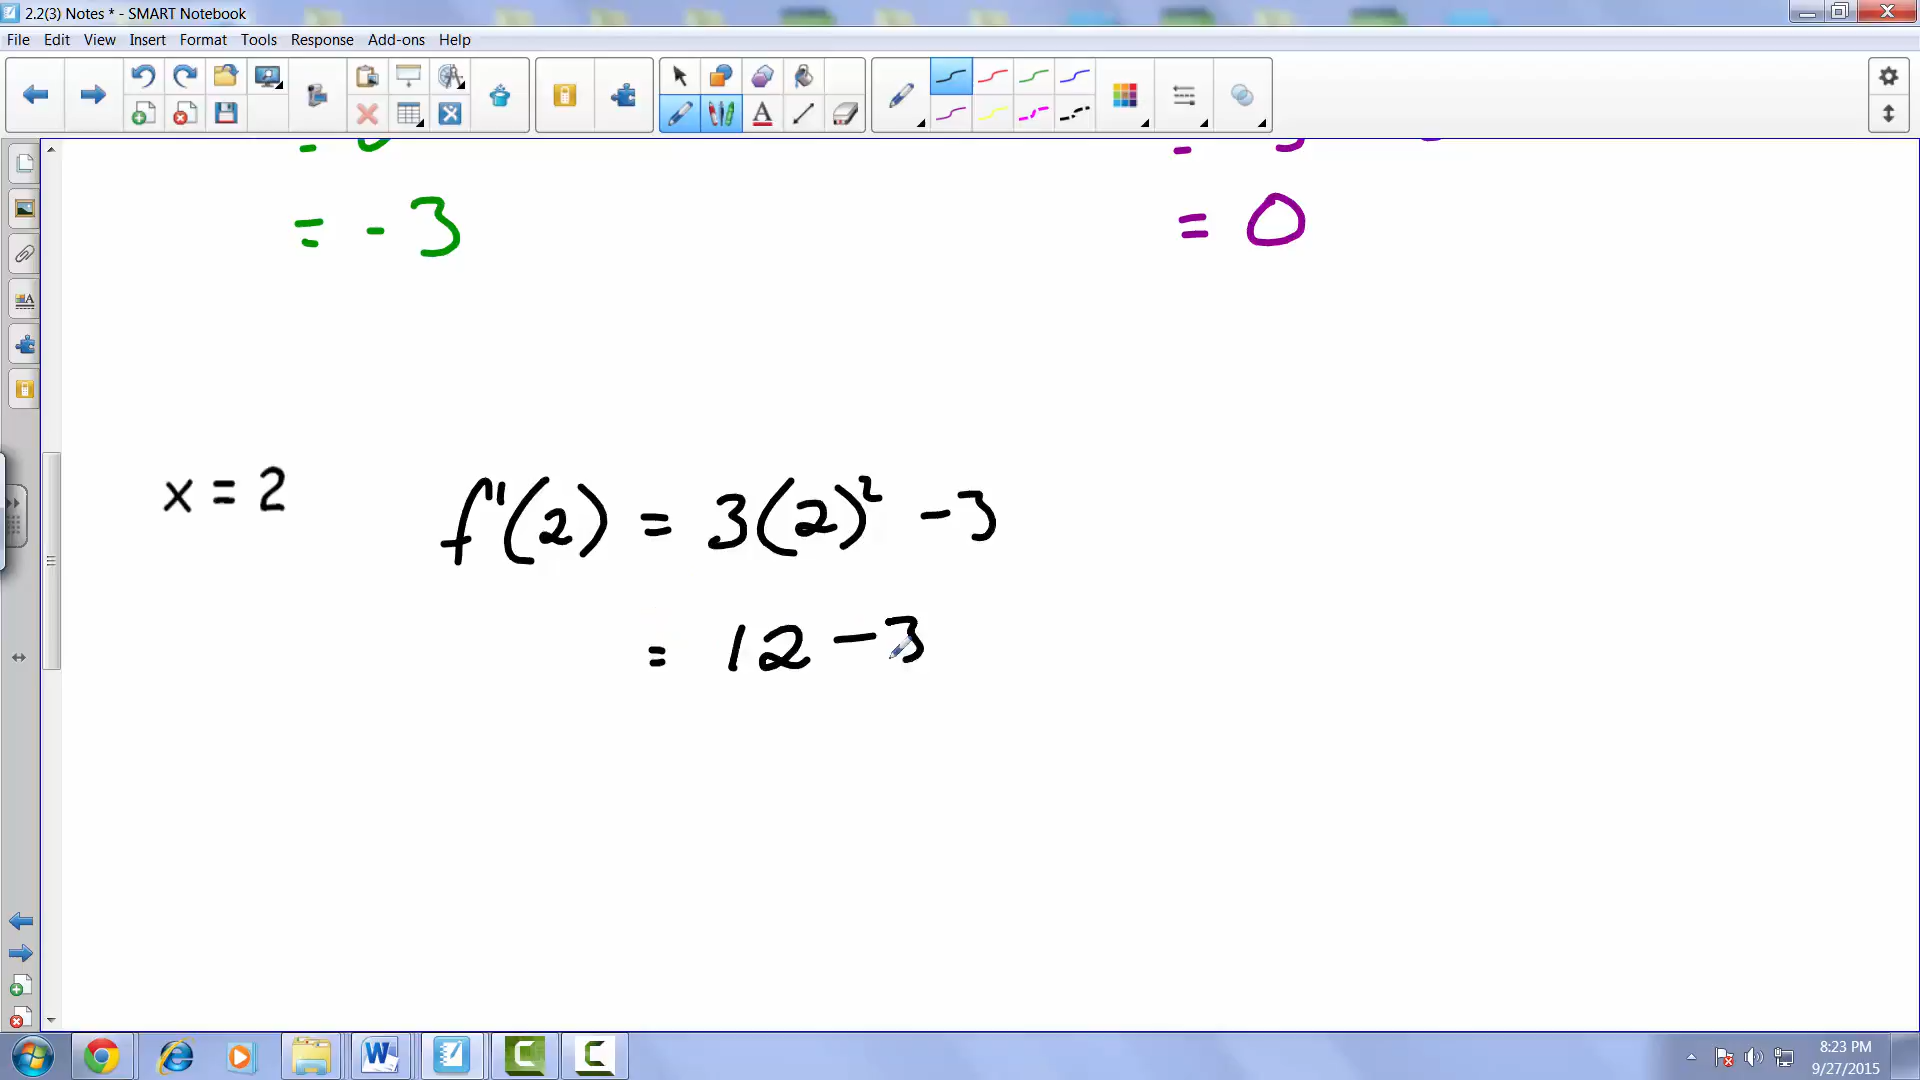 2.2(3) Notes * - SMART Notebook
File Edit View Insert Format Tools Response Add-ons Help
= - 3
= 0
x = 2
f'(2) = 3(2)² - 3
= 12 - 3
8:23 PM
9/27/2015